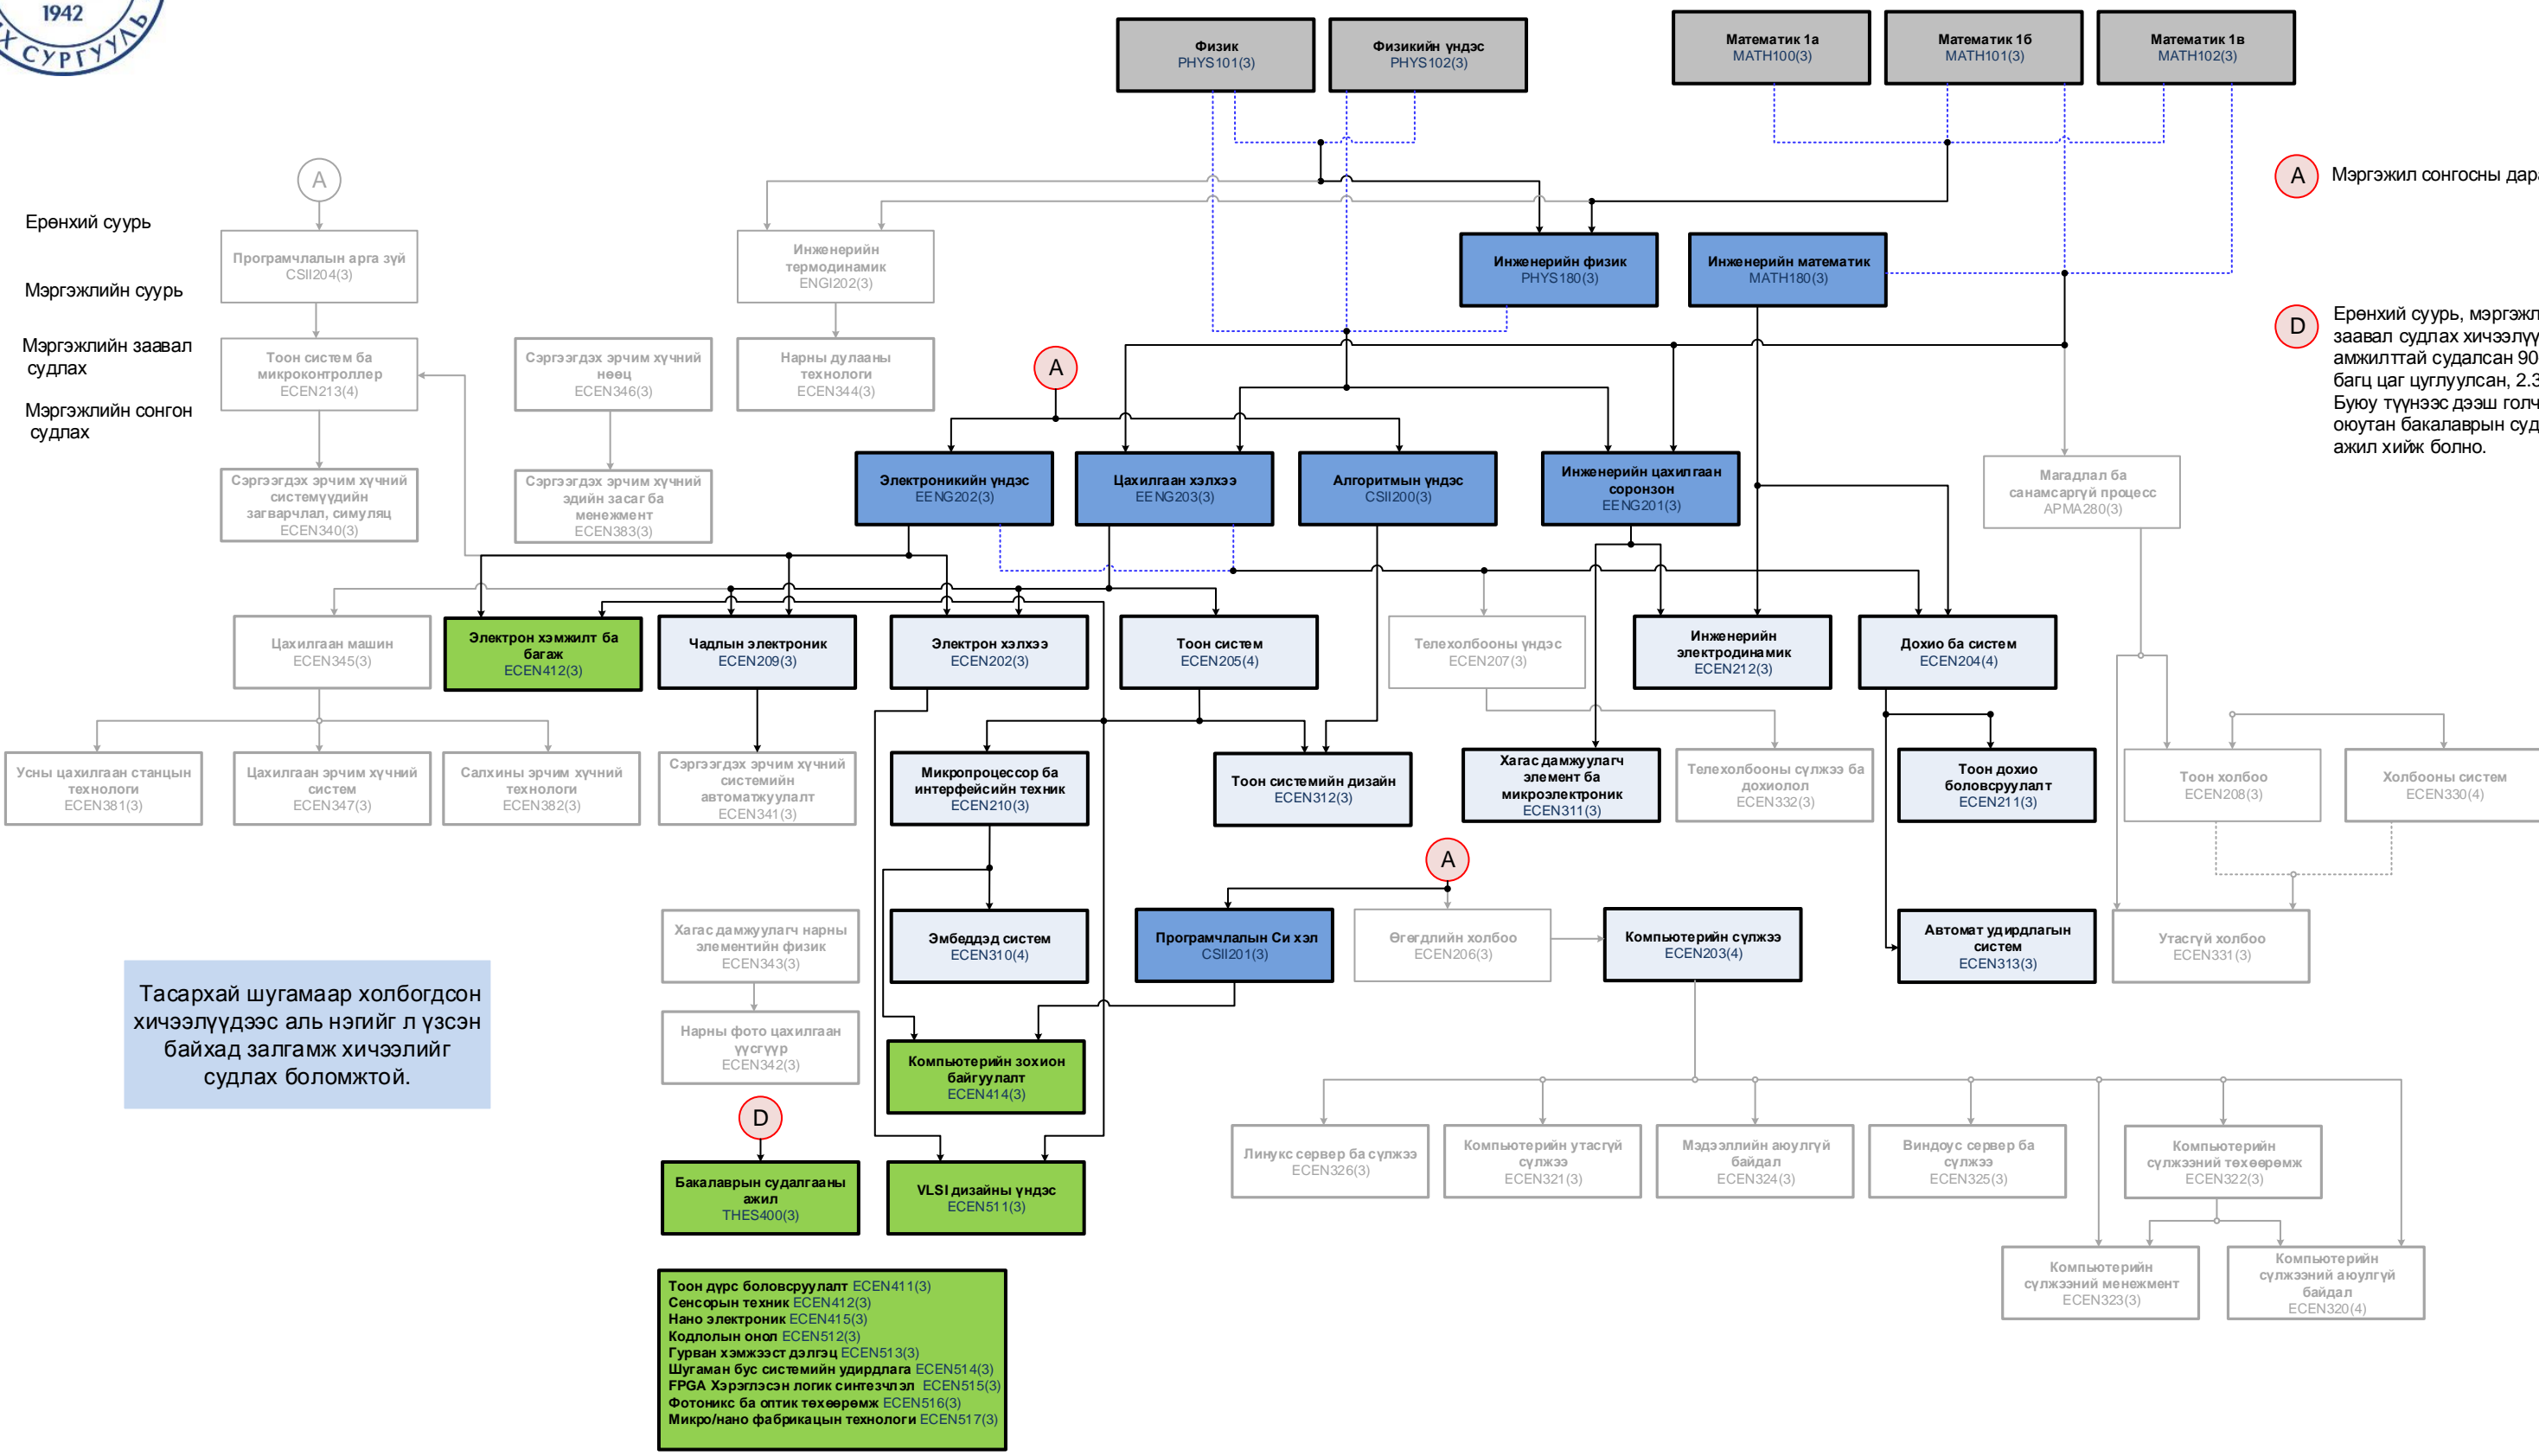 1942
Х СУРГУУЛЬ
Физик
PHYS101(3)
Физикийн үндэс
PHYS102(3)
Математик 1а
MATH100(3)
Математик 1б
MATH101(3)
Математик 1в
MATH102(3)
A
A
Мэргэжил сонгосны дара
Ерөнхий суурь
Мэргэжлийн суурь
Мэргэжлийн заавал
судлах
Мэргэжлийн сонгон
судлах
Програмчлалын арга зүй
CSII204(3)
Инженерийн
термодинамик
ENGI202(3)
Инженерийн физик
PHYS180(3)
Инженерийн математик
MATH180(3)
D
Ерөнхий суурь, мэргэжл
заавал судлах хичээлүү
амжилттай судалсан 90
багц цаг цуглуулсан, 2.3
Буюу түүнээс дээш голч
оюутан бакалаврын суд
ажил хийж болно.
Тоон систем ба
микроконтроллер
ECEN213(4)
Сэргээгдэх эрчим хүчний
нөөц
ECEN346(3)
Нарны дулааны
технологи
ECEN344(3)
A
Сэргээгдэх эрчим хүчний
системүүдийн
загварчлал, симуляц
ECEN340(3)
Сэргээгдэх эрчим хүчний
эдийн засаг ба
менежмент
ECEN383(3)
Электроникийн үндэс
EENG202(3)
Цахилгаан хэлхээ
EENG203(3)
Алгоритмын үндэс
CSII200(3)
Инженерийн цахилгаан
соронзон
EENG201(3)
Магадлал ба
санамсаргүй процесс
APMA280(3)
Цахилгаан машин
ECEN345(3)
Электрон хэмжилт ба
багаж
ECEN412(3)
Чадлын электроник
ECEN209(3)
Электрон хэлхээ
ECEN202(3)
Тоон систем
ECEN205(4)
Телехолбооны үндэс
ECEN207(3)
Инженерийн
электродинамик
ECEN212(3)
Дохио ба систем
ECEN204(4)
Усны цахилгаан станцын
технологи
ECEN381(3)
Цахилгаан эрчим хүчний
систем
ECEN347(3)
Салхины эрчим хүчний
технологи
ECEN382(3)
Сэргээгдэх эрчим хүчний
системийн
автоматжуулалт
ECEN341(3)
Микропроцессор ба
интерфейсийн техник
ECEN210(3)
Тоон системийн дизайн
ECEN312(3)
Хагас дамжуулагч
элемент ба
микроэлектроник
ECEN311(3)
Телехолбооны сүлжээ ба
дохиолол
ECEN332(3)
Тоон дохио
боловсруулалт
ECEN211(3)
Тоон холбоо
ECEN208(3)
Холбооны систем
ECEN330(4)
A
Хагас дамжуулагч нарны
элементийн физик
ECEN343(3)
Эмбеддэд систем
ECEN310(4)
Програмчлалын Си хэл
CSII201(3)
Өгөгдлийн холбоо
ECEN206(3)
Компьютерийн сүлжээ
ECEN203(4)
Автомат удирдлагын
систем
ECEN313(3)
Утасгүй холбоо
ECEN331(3)
Тасархай шугамаар холбогдсон
хичээлүүдээс аль нэгийг л үзсэн
байхад залгамж хичээлийг
судлах боломжтой.
Нарны фото цахилгаан
үүсгүүр
ECEN342(3)
Компьютерийн зохион
байгуулалт
ECEN414(3)
D
Бакалаврын судалгааны
ажил
THES400(3)
VLSI дизайны үндэс
ECEN511(3)
Линукс сервер ба сүлжээ
ECEN326(3)
Компьютерийн утасгүй
сүлжээ
ECEN321(3)
Мэдээллийн аюулгүй
байдал
ECEN324(3)
Виндоус сервер ба
сүлжээ
ECEN325(3)
Компьютерийн
сүлжээний төхөөрөмж
ECEN322(3)
Компьютерийн
сүлжээний менежмент
ECEN323(3)
Компьютерийн
сүлжээний аюулгүй
байдал
ECEN320(4)
Тоон дүрс боловсруулалт ECEN411(3)
Сенсорын техник ECEN412(3)
Нано электроник ECEN415(3)
Кодлолын онол ECEN512(3)
Гурван хэмжээст дэлгэц ECEN513(3)
Шугаман бус системийн удирдлага ECEN514(3)
FPGA Хэрэглэсэн логик синтезчлэл ECEN515(3)
Фотоникс ба оптик төхөөрөмж ECEN516(3)
Микро/нано фабрикацын технологи ECEN517(3)